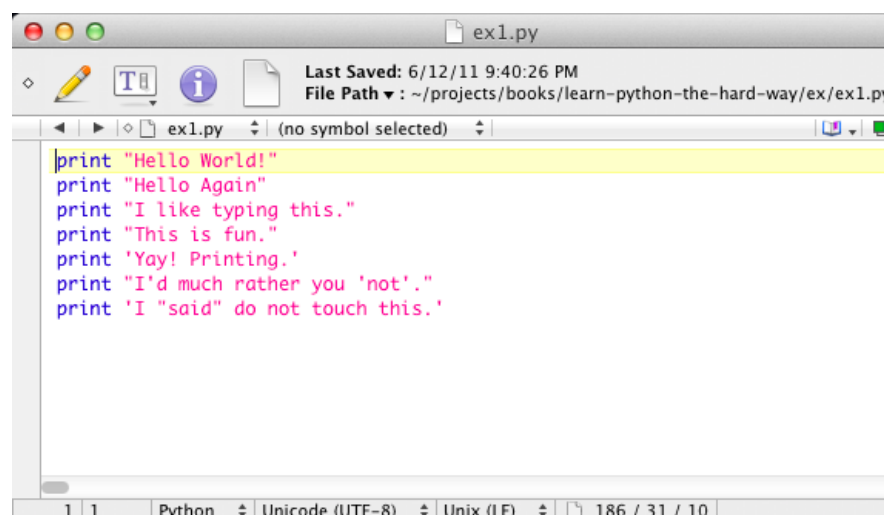 ex1.py
Last Saved: 6/12/11 9:40:26 PM
File Path ▾ : ~/projects/books/learn-python-the-hard-way/ex/ex1.py
ex1.py (no symbol selected)
print "Hello World!"
print "Hello Again"
print "I like typing this."
print "This is fun."
print 'Yay! Printing.'
print "I'd much rather you 'not'."
print 'I "said" do not touch this.'
1 1 Python Unicode (UTF-8) Unix (LF) 186 / 31 / 10